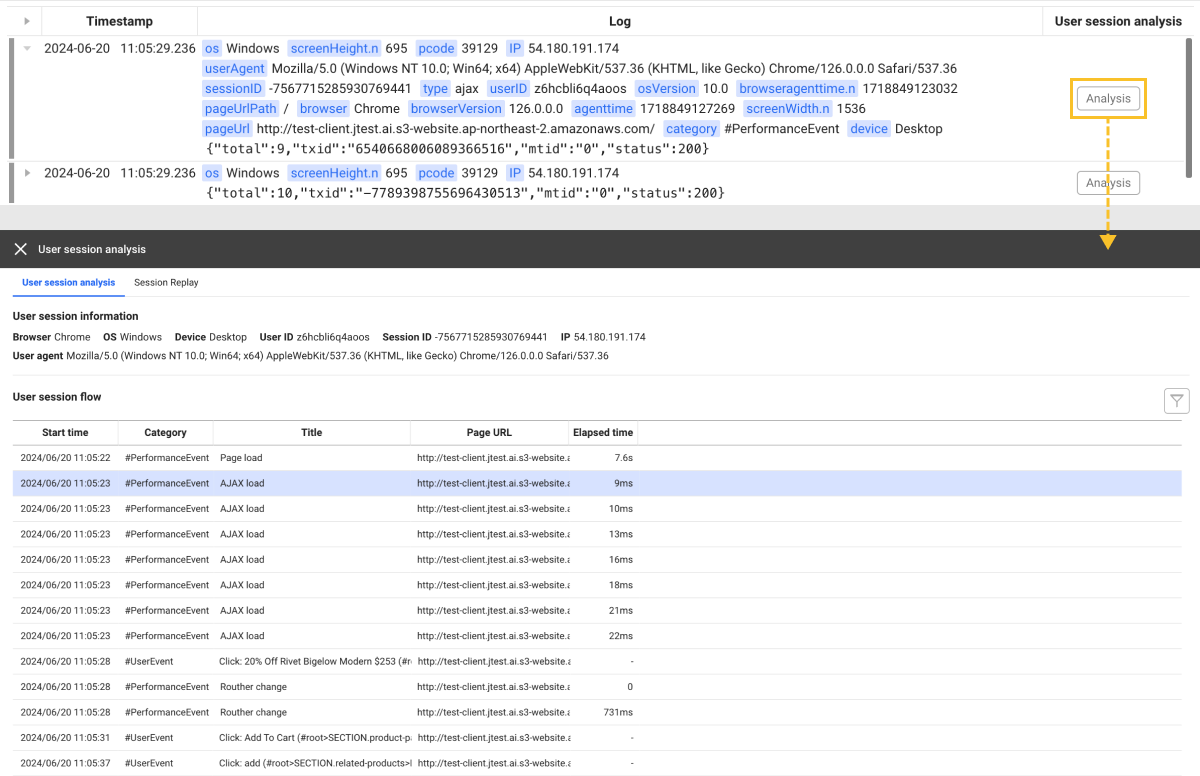 Timestamp Log User session analysis
2024-06-20 11:05:29.236 os Windows screenHeight.n 695 pcode 39129 IP 54.180.191.174
userAgent Mozilla/5.0 (Windows NT 10.0; Win64; x64) AppleWebKit/537.36 (KHTML, like Gecko) Chrome/126.0.0.0 Safari/537.36
sessionID -7567715285930769441 type ajax userID z6hcbli6q4aoos osVersion 10.0 browseragenttime.n 1718849123032
pageUrlPath / browser Chrome browserVersion 126.0.0.0 agenttime 1718849127269 screenWidth.n 1536
Analysis
pageUrl http://test-client.jtest.ai.s3-website.ap-northeast-2.amazonaws.com/ category #PerformanceEvent device Desktop
{"total":9,"txid":"6540668006089366516","mtid":"0","status":200}
2024-06-20 11:05:29.236 os Windows screenHeight.n 695 pcode 39129 IP 54.180.191.174
{"total":10,"txid":"-7789398755696430513","mtid":"0","status":200}
Analysis
User session analysis
User session analysis Session Replay
User session information
Browser Chrome OS Windows Device Desktop User ID z6hcbli6q4aoos Session ID -7567715285930769441 IP 54.180.191.174
User agent Mozilla/5.0 (Windows NT 10.0; Win64; x64) AppleWebKit/537.36 (KHTML, like Gecko) Chrome/126.0.0.0 Safari/537.36
User session flow
Start time Category Title Page URL Elapsed time
2024/06/20 11:05:22 #PerformanceEvent Page load http://test-client.jtest.ai.s3-website.a 7.6s
2024/06/20 11:05:23 #PerformanceEvent AJAX load http://test-client.jtest.ai.s3-website.a 9ms
2024/06/20 11:05:23 #PerformanceEvent AJAX load http://test-client.jtest.ai.s3-website.a 10ms
2024/06/20 11:05:23 #PerformanceEvent AJAX load http://test-client.jtest.ai.s3-website.a 13ms
2024/06/20 11:05:23 #PerformanceEvent AJAX load http://test-client.jtest.ai.s3-website.a 16ms
2024/06/20 11:05:23 #PerformanceEvent AJAX load http://test-client.jtest.ai.s3-website.a 18ms
2024/06/20 11:05:23 #PerformanceEvent AJAX load http://test-client.jtest.ai.s3-website.a 21ms
2024/06/20 11:05:23 #PerformanceEvent AJAX load http://test-client.jtest.ai.s3-website.a 22ms
2024/06/20 11:05:28 #UserEvent Click: 20% Off Rivet Bigelow Modern $253 (#r http://test-client.jtest.ai.s3-website.a -
2024/06/20 11:05:28 #PerformanceEvent Routher change http://test-client.jtest.ai.s3-website.a 0
2024/06/20 11:05:28 #PerformanceEvent Routher change http://test-client.jtest.ai.s3-website.a 731ms
2024/06/20 11:05:31 #UserEvent Click: Add To Cart (#root>SECTION.product-p http://test-client.jtest.ai.s3-website.a -
2024/06/20 11:05:37 #UserEvent Click: add (#root>SECTION.related-products> http://test-client.jtest.ai.s3-website.a -